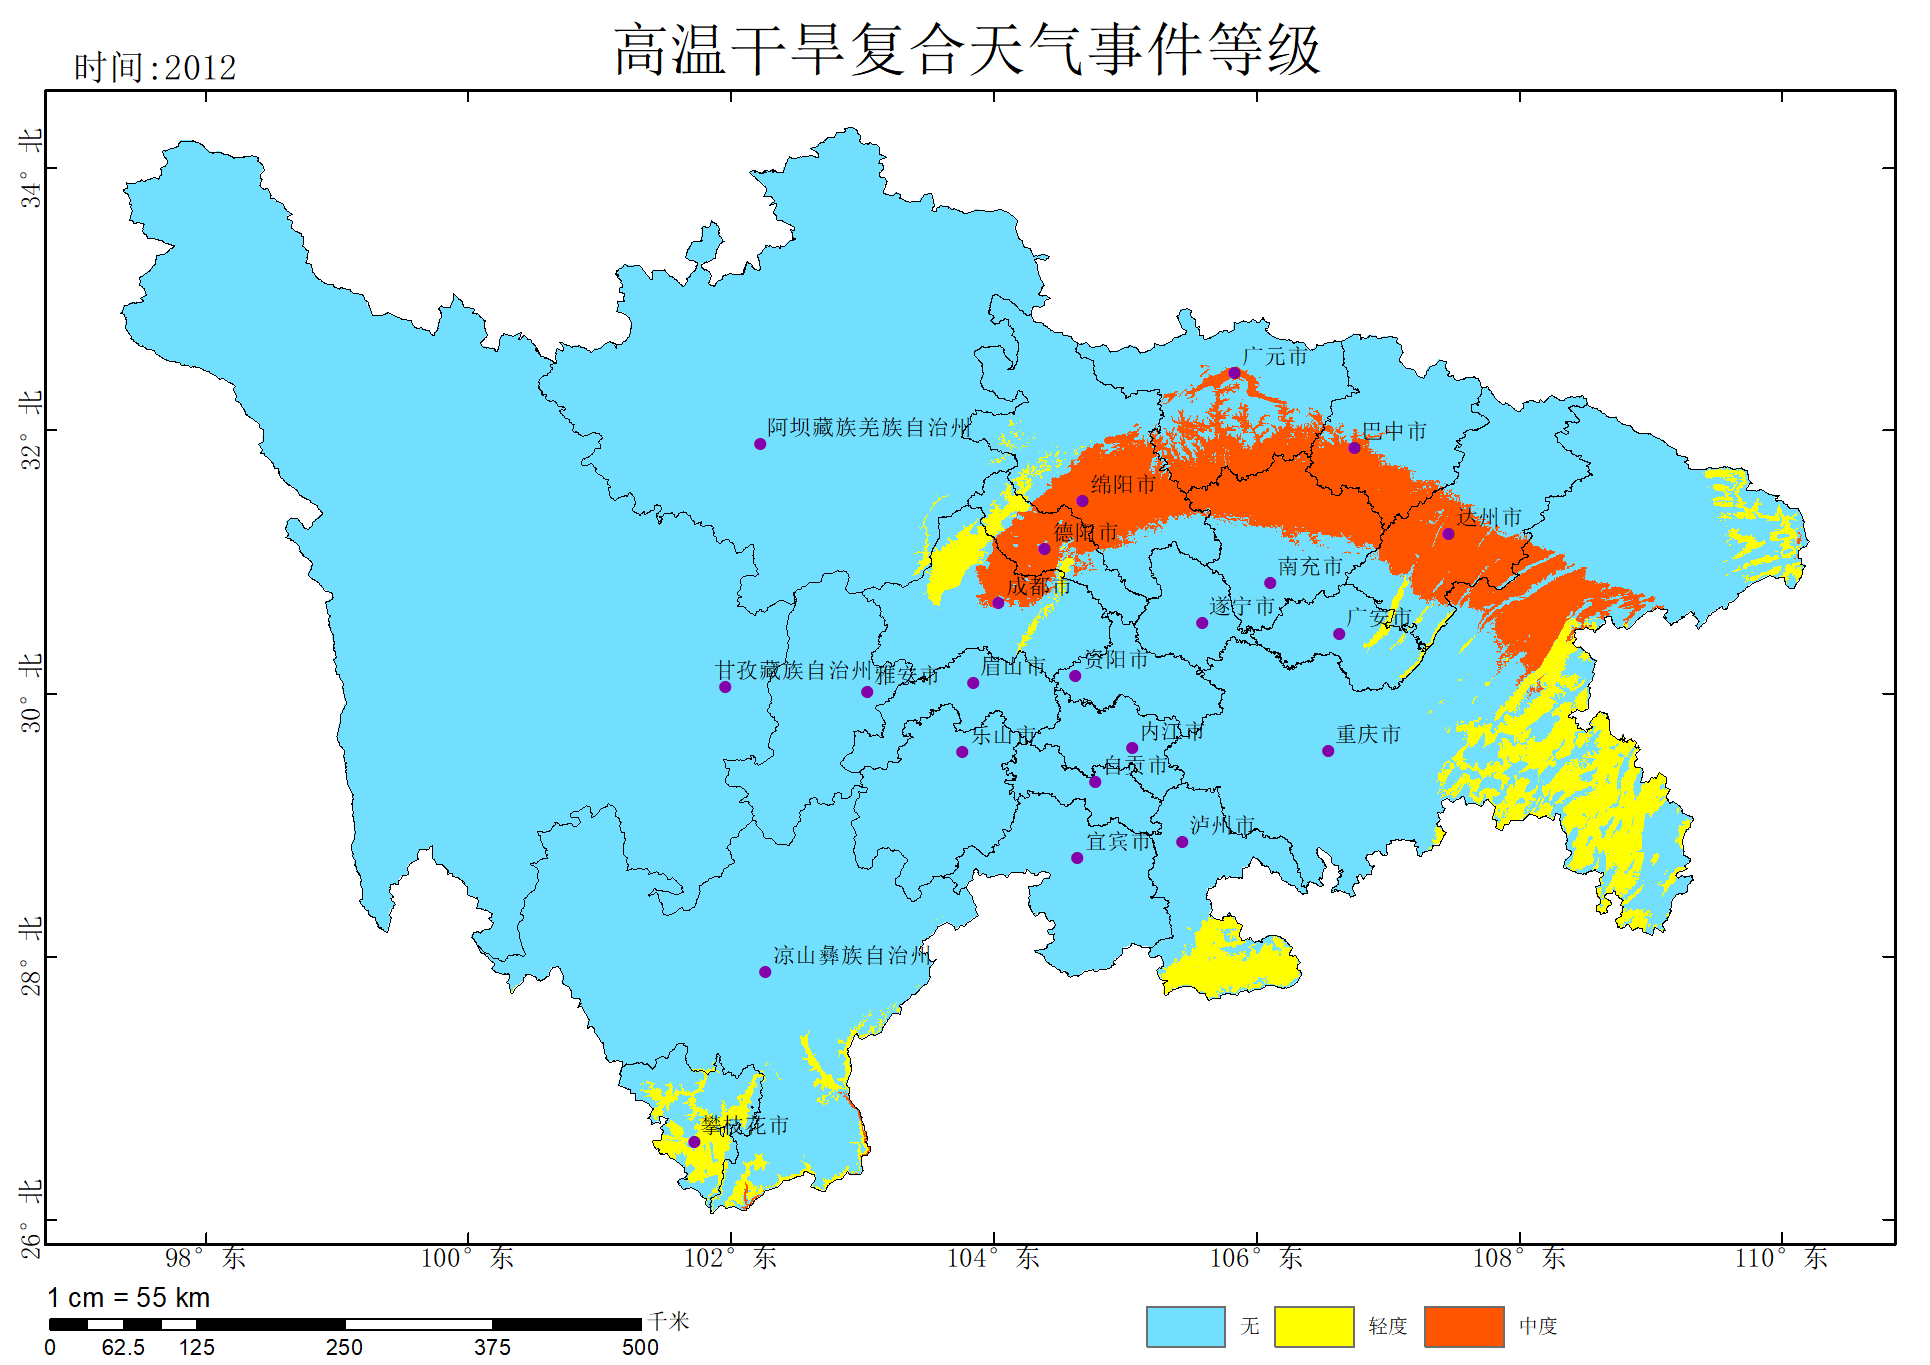 高温干旱复合天气事件等级
时间:2012
34° 北
32° 北
30° 北
28° 北
26° 北
广元市
阿坝藏族羌族自治州
巴中市
绵阳市
达州市
德阳市
南充市
成都市
遂宁市
广安市
甘孜藏族自治州
雅安市
眉山市
资阳市
乐山市
内江市
重庆市
自贡市
宜宾市
泸州市
凉山彝族自治州
攀枝花市
98° 东
100° 东
102° 东
104° 东
106° 东
108° 东
110° 东
1 cm = 55 km
千米
0 62.5 125 250 375 500
无 轻度 中度